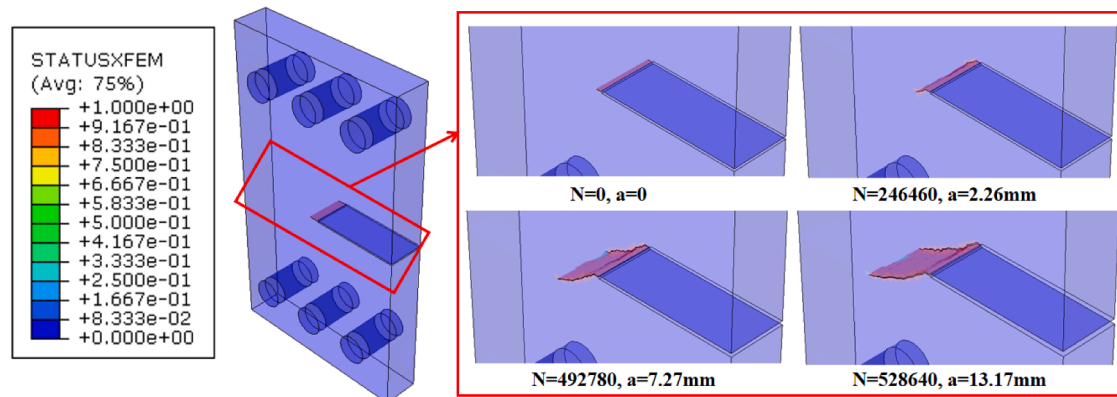 STATUSXFEM
(Avg: 75%)
+1.000e+00
+9.167e-01
+8.333e-01
+7.500e-01
+6.667e-01
+5.833e-01
+5.000e-01
+4.167e-01
+3.333e-01
+2.500e-01
+1.667e-01
+8.333e-02
+0.000e+00
N=0, a=0
N=246460, a=2.26mm
N=492780, a=7.27mm
N=528640, a=13.17mm